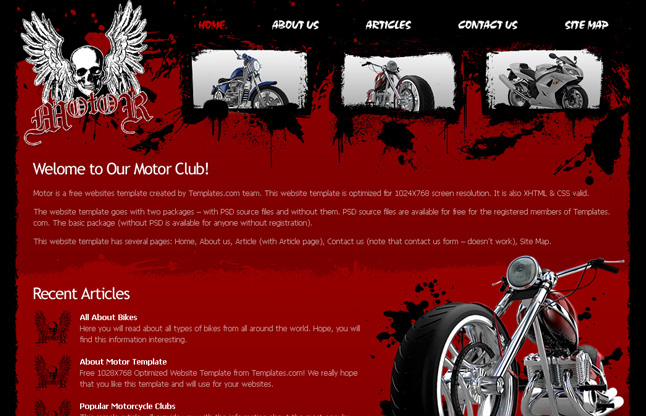 HOME
ABOUT US
ARTICLES
CONTACT US
SITE MAP
MotoR
Welome to Our Motor Club!
Motor is a free websites template created by Templates.com team. This website template is optimized for 1024X768 screen resolution. It is also XHTML & CSS valid.
The website template goes with two packages – with PSD source files and without them. PSD source files are available for free for the registered members of Templates.
com. The basic package (without PSD is available for anyone without registration).
This website template has several pages: Home, About us, Article (with Article page), Contact us (note that contact us form – doesn't work), Site Map.
Recent Articles
All About Bikes
Here you will read about all types of bikes from all around the world. Hope, you will
find this information interesting.
About Motor Template
Free 1028X768 Optimized Website Template from Templates.com! We really hope
that you like this template and will use for your websites.
Popular Motorcycle Clubs